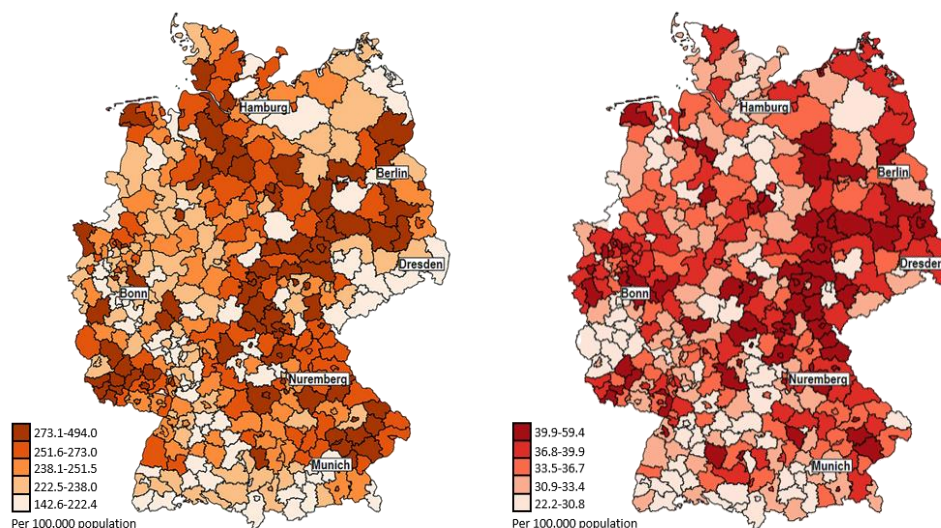 Hamburg
Berlin
Dresden
Bonn
Nuremberg
Munich
273.1-494.0
251.6-273.0
238.1-251.5
222.5-238.0
142.6-222.4
Per 100.000 population
Hamburg
Berlin
Dresden
Bonn
Nuremberg
Munich
39.9-59.4
36.8-39.9
33.5-36.7
30.9-33.4
22.2-30.8
Per 100.000 population